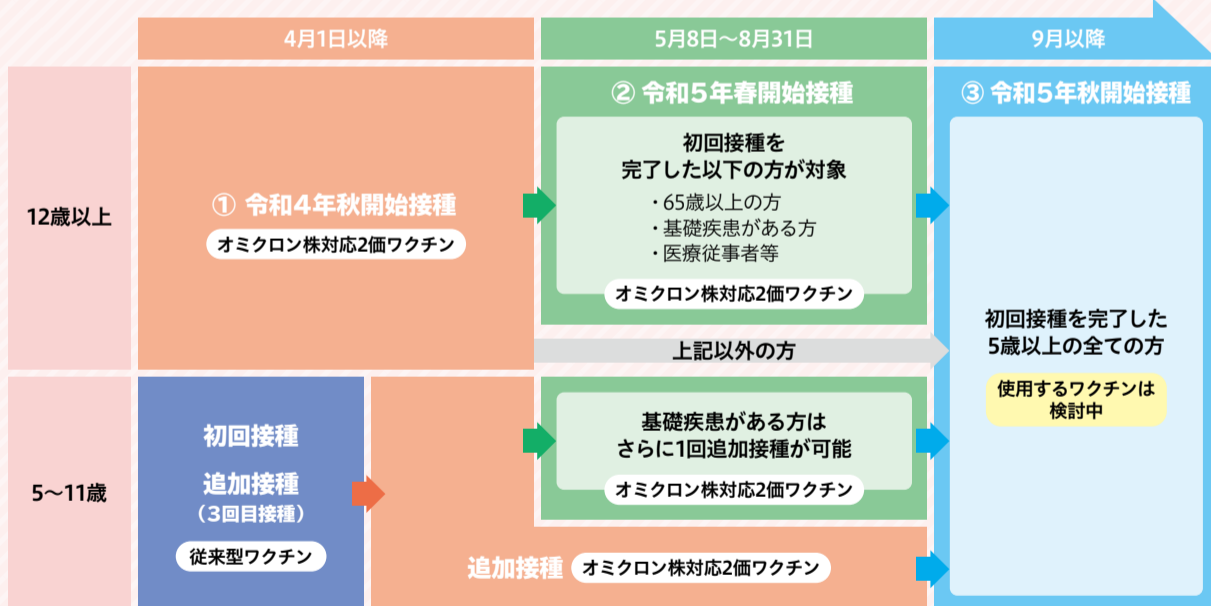 4月1日以降
5月8日～8月31日
9月以降
12歳以上
① 令和4年秋開始接種
オミクロン株対応2価ワクチン
② 令和5年春開始接種
初回接種を
完了した以下の方が対象
・65歳以上の方
・基礎疾患がある方
・医療従事者等
オミクロン株対応2価ワクチン
上記以外の方
③ 令和5年秋開始接種
初回接種を完了した
5歳以上の全ての方
使用するワクチンは
検討中
5～11歳
初回接種
追加接種
（3回目接種）
従来型ワクチン
基礎疾患がある方は
さらに1回追加接種が可能
オミクロン株対応2価ワクチン
追加接種 オミクロン株対応2価ワクチン